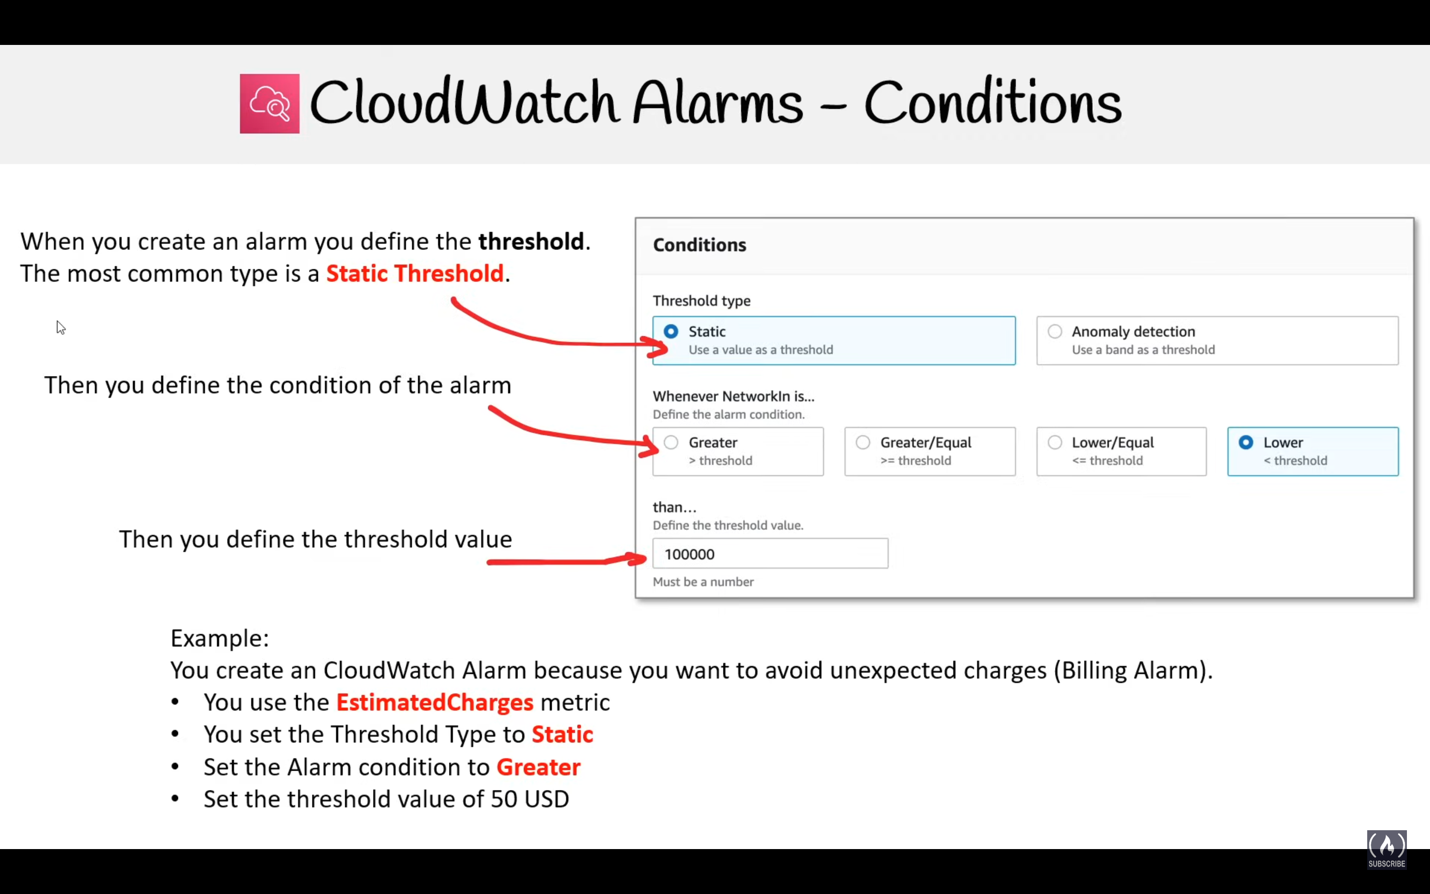 CloudWatch Alarms – Conditions
When you create an alarm you define the threshold.
The most common type is a Static Threshold.
Then you define the condition of the alarm
Then you define the threshold value
Conditions
Threshold type
Static
Use a value as a threshold
Anomaly detection
Use a band as a threshold
Whenever NetworkIn is...
Define the alarm condition.
Greater
> threshold
Greater/Equal
>= threshold
Lower/Equal
<= threshold
Lower
< threshold
than...
Define the threshold value.
100000
Must be a number
Example:
You create an CloudWatch Alarm because you want to avoid unexpected charges (Billing Alarm).
• You use the EstimatedCharges metric
• You set the Threshold Type to Static
• Set the Alarm condition to Greater
• Set the threshold value of 50 USD
SUBSCRIBE